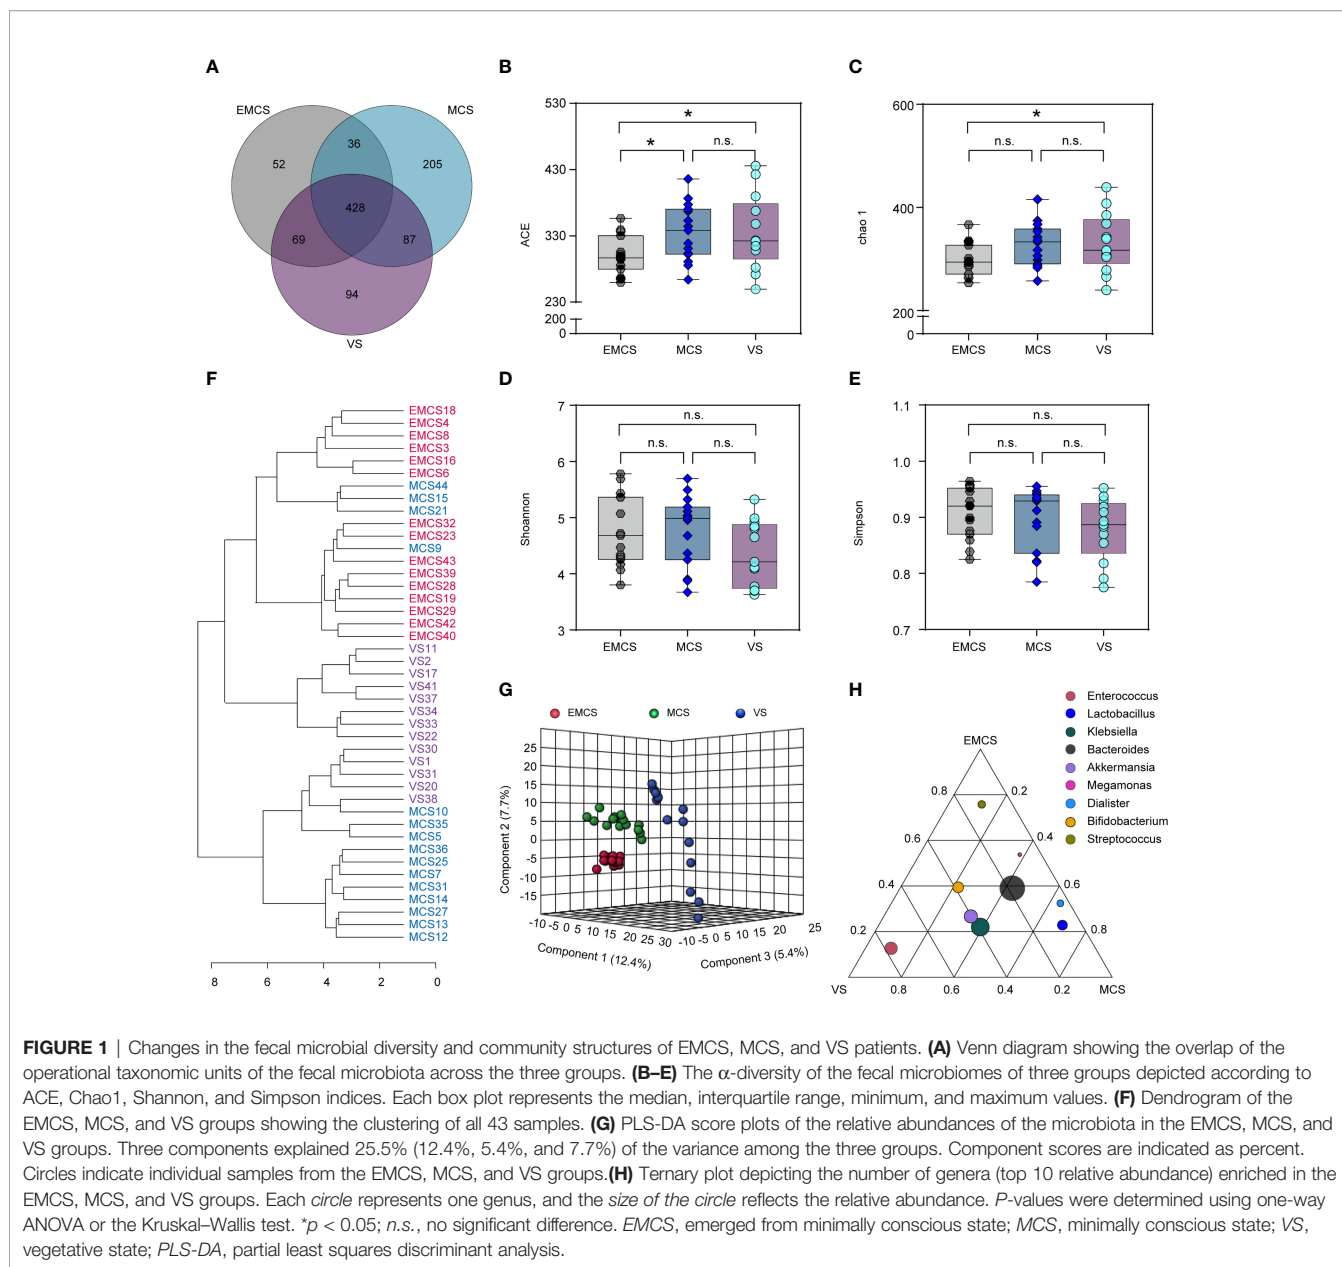 A
EMCS
MCS
36
52
205
428
69
87
94
VS
B
530
430
330
230
200
0
ACE
*
*
n.s.
EMCS
MCS
VS
C
600
400
200
0
chao 1
*
n.s.
n.s.
EMCS
MCS
VS
F
EMCS18
EMCS4
EMCS8
EMCS3
EMCS16
EMCS6
MCS44
MCS15
MCS21
EMCS32
EMCS23
MCS9
EMCS43
EMCS39
EMCS28
EMCS19
EMCS29
EMCS42
EMCS40
VS11
VS2
VS17
VS41
VS37
VS34
VS33
VS22
VS30
VS1
VS31
VS20
VS38
MCS10
MCS35
MCS5
MCS36
MCS25
MCS7
MCS31
MCS14
MCS27
MCS13
MCS12
8 6 4 2 0
D
7
6
5
4
3
Shoannon
n.s.
n.s.
n.s.
EMCS
MCS
VS
E
1.1
1.0
0.9
0.8
0.7
Simpson
n.s.
n.s.
n.s.
EMCS
MCS
VS
G
EMCS
MCS
VS
25
20
15
10
5
0
-5
-10
-15
Component 2 (7.7%)
-10 -5 0 5 10 15 20 25 30
Component 1 (12.4%)
-10 -5 0 5 10 15 20 25
Component 3 (5.4%)
H
Enterococcus
Lactobacillus
Klebsiella
Bacteroides
Akkermansia
Megamonas
Dialister
Bifidobacterium
Streptococcus
EMCS
0.8
0.2
0.6
0.4
0.4
0.6
0.2
0.8
VS
0.8
0.6
0.4
0.2
MCS
FIGURE 1 | Changes in the fecal microbial diversity and community structures of EMCS, MCS, and VS patients. (A) Venn diagram showing the overlap of the
operational taxonomic units of the fecal microbiota across the three groups. (B–E) The α-diversity of the fecal microbiomes of three groups depicted according to
ACE, Chao1, Shannon, and Simpson indices. Each box plot represents the median, interquartile range, minimum, and maximum values. (F) Dendrogram of the
EMCS, MCS, and VS groups showing the clustering of all 43 samples. (G) PLS-DA score plots of the relative abundances of the microbiota in the EMCS, MCS, and
VS groups. Three components explained 25.5% (12.4%, 5.4%, and 7.7%) of the variance among the three groups. Component scores are indicated as percent.
Circles indicate individual samples from the EMCS, MCS, and VS groups.(H) Ternary plot depicting the number of genera (top 10 relative abundance) enriched in the
EMCS, MCS, and VS groups. Each circle represents one genus, and the size of the circle reflects the relative abundance. P-values were determined using one-way
ANOVA or the Kruskal–Wallis test. *p < 0.05; n.s., no significant difference. EMCS, emerged from minimally conscious state; MCS, minimally conscious state; VS,
vegetative state; PLS-DA, partial least squares discriminant analysis.